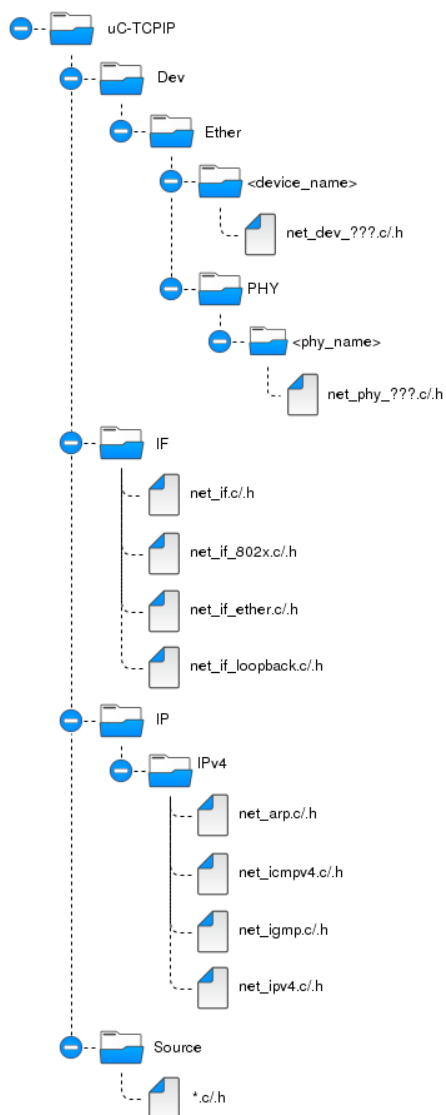 uC-TCPIP
Dev
Ether
<device_name>
net_dev_???.c/.h
PHY
<phy_name>
net_phy_???.c/.h
IF
net_if.c/.h
net_if_802x.c/.h
net_if_ether.c/.h
net_if_loopback.c/.h
IP
IPv4
net_arp.c/.h
net_icmpv4.c/.h
net_igmp.c/.h
net_ipv4.c/.h
Source
*.c/.h